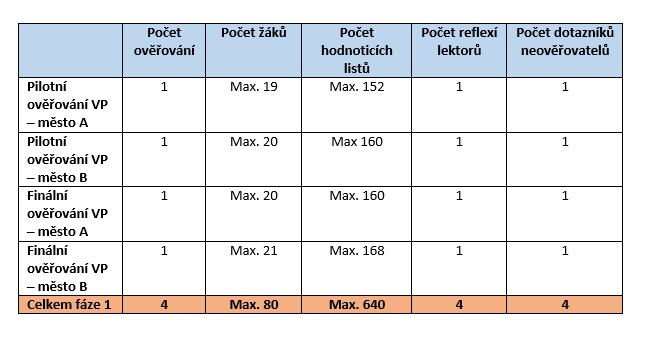 Počet ověřování Počet žáků Počet hodnoticích listů Počet reflexí lektorů Počet dotazníků neověřovatelů
Pilotní ověřování VP – město A 1 Max. 19 Max. 152 1 1
Pilotní ověřování VP – město B 1 Max. 20 Max 160 1 1
Finální ověřování VP – město A 1 Max. 20 Max. 160 1 1
Finální ověřování VP – město B 1 Max. 21 Max. 168 1 1
Celkem fáze 1 4 Max. 80 Max. 640 4 4